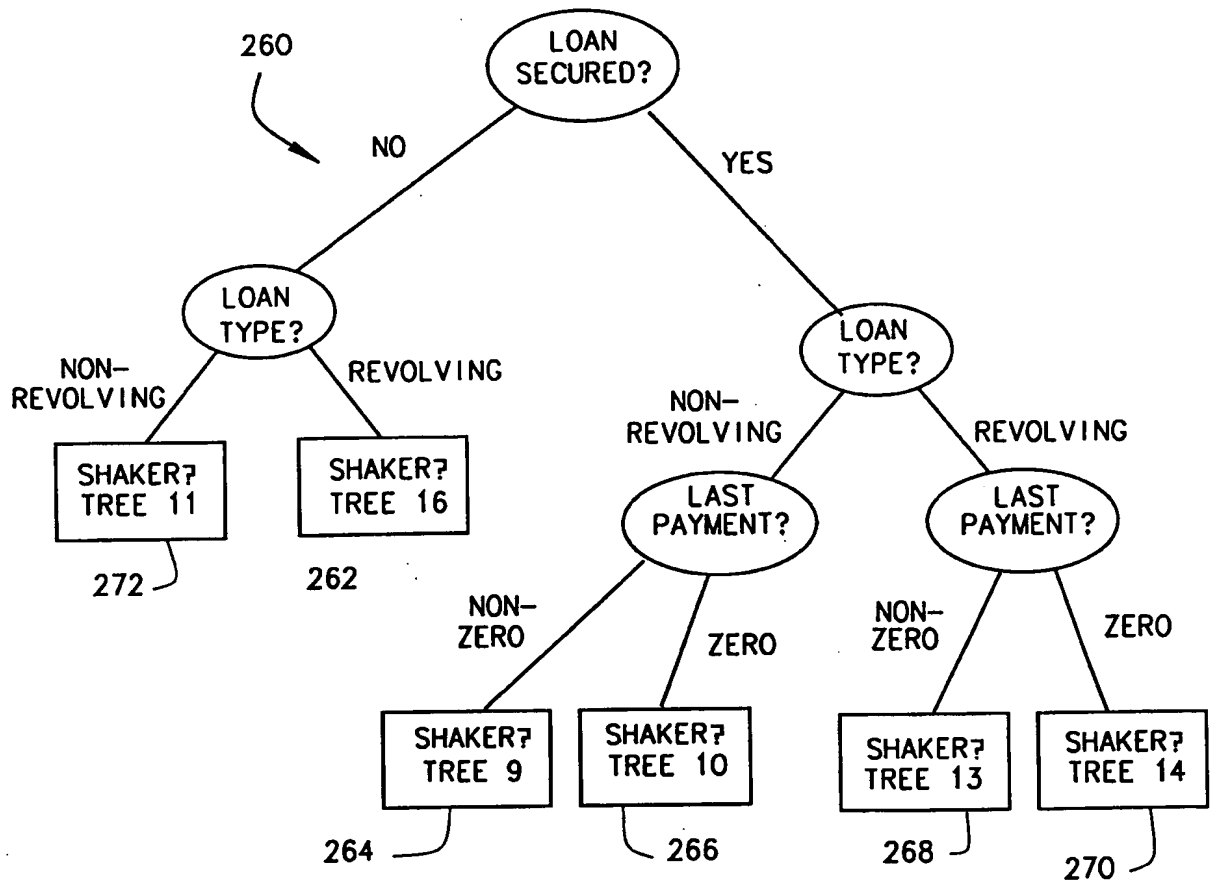 260
LOAN
SECURED?
NO
YES
LOAN
TYPE?
LOAN
TYPE?
NON-
REVOLVING
REVOLVING
NON-
REVOLVING
REVOLVING
SHAKER?
TREE 11
SHAKER?
TREE 16
LAST
PAYMENT?
LAST
PAYMENT?
272
262
NON-
ZERO
ZERO
NON-
ZERO
ZERO
SHAKER?
TREE 9
SHAKER?
TREE 10
SHAKER?
TREE 13
SHAKER?
TREE 14
264
266
268
270